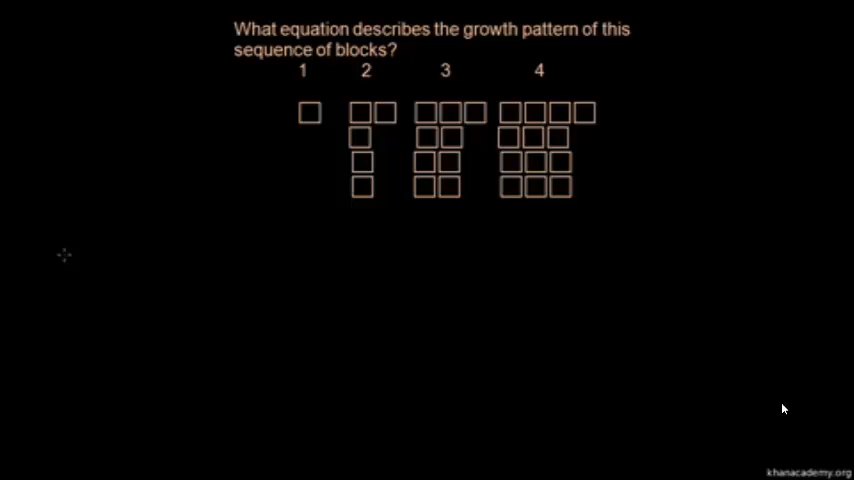 What equation describes the growth pattern of this
sequence of blocks?
1 2 3 4
khanacademy.org